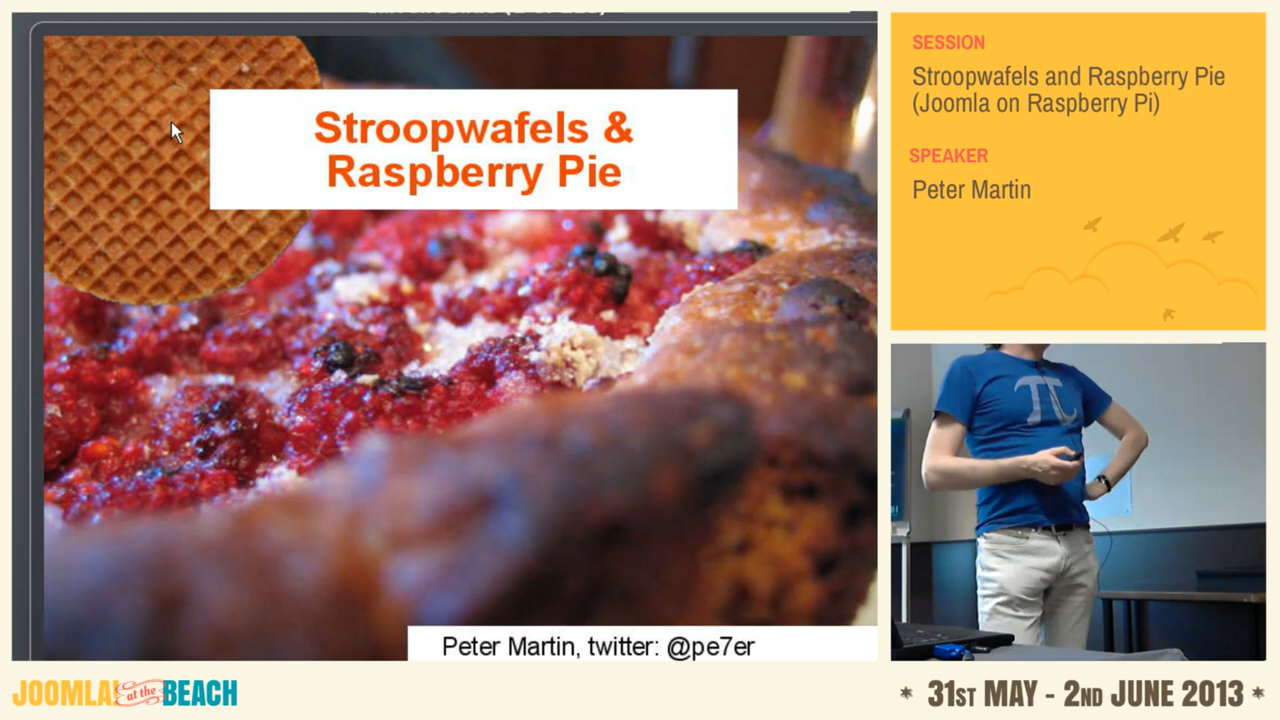 Stroopwafels &
Raspberry Pie
Peter Martin, twitter: @pe7er
SESSION
Stroopwafels and Raspberry Pie
(Joomla on Raspberry Pi)
SPEAKER
Peter Martin
π
JOOMLA! at the BEACH
* 31ST MAY - 2ND JUNE 2013 *